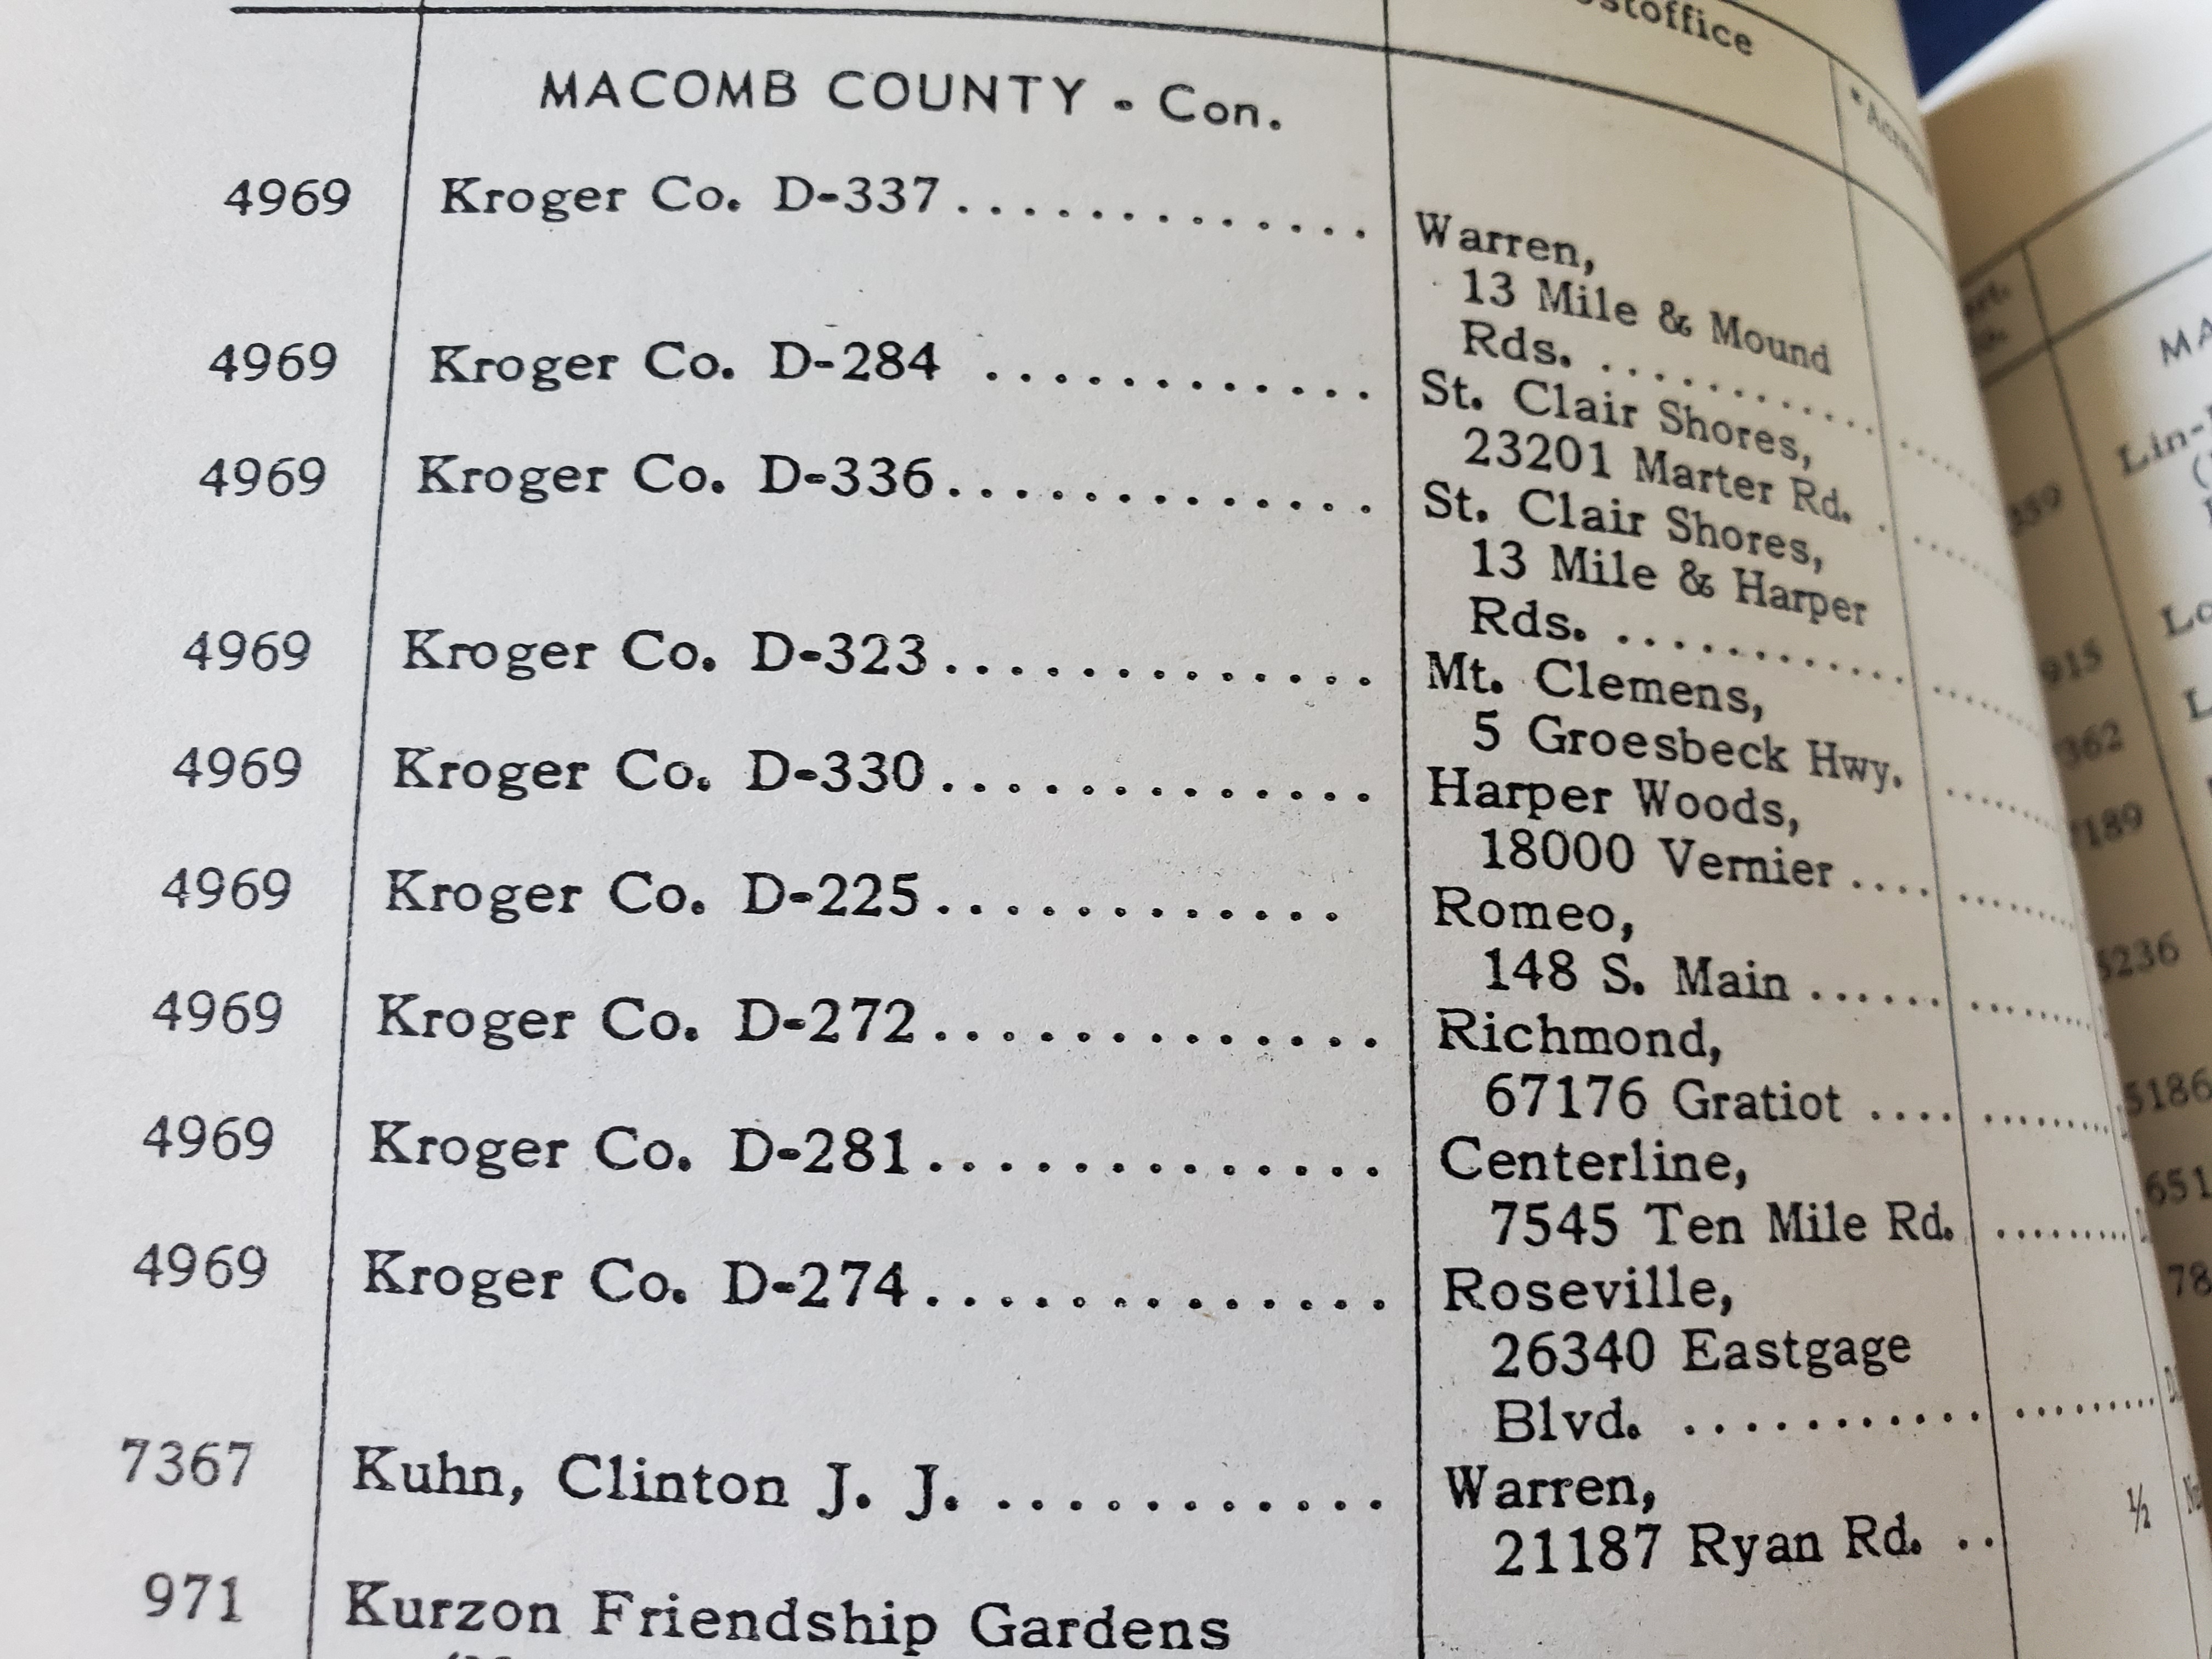 MACOMB COUNTY - Con.
4969 Kroger Co. D-337.............. Warren,
13 Mile & Mound
Rds. ............
4969 Kroger Co. D-284 ............. St. Clair Shores,
23201 Marter Rd. .
4969 Kroger Co. D-336.............. St. Clair Shores,
13 Mile & Harper
Rds. ............
4969 Kroger Co. D-323.............. Mt. Clemens,
5 Groesbeck Hwy.
4969 Kroger Co. D-330.............. Harper Woods,
18000 Vernier ....
4969 Kroger Co. D-225............. Romeo,
148 S. Main ......
4969 Kroger Co. D-272.............. Richmond,
67176 Gratiot ....
4969 Kroger Co. D-281.............. Centerline,
7545 Ten Mile Rd.
4969 Kroger Co. D-274.............. Roseville,
26340 Eastgage
Blvd. ............
7367 Kuhn, Clinton J. J. ............ Warren,
21187 Ryan Rd. .. ½
971 Kurzon Friendship Gardens